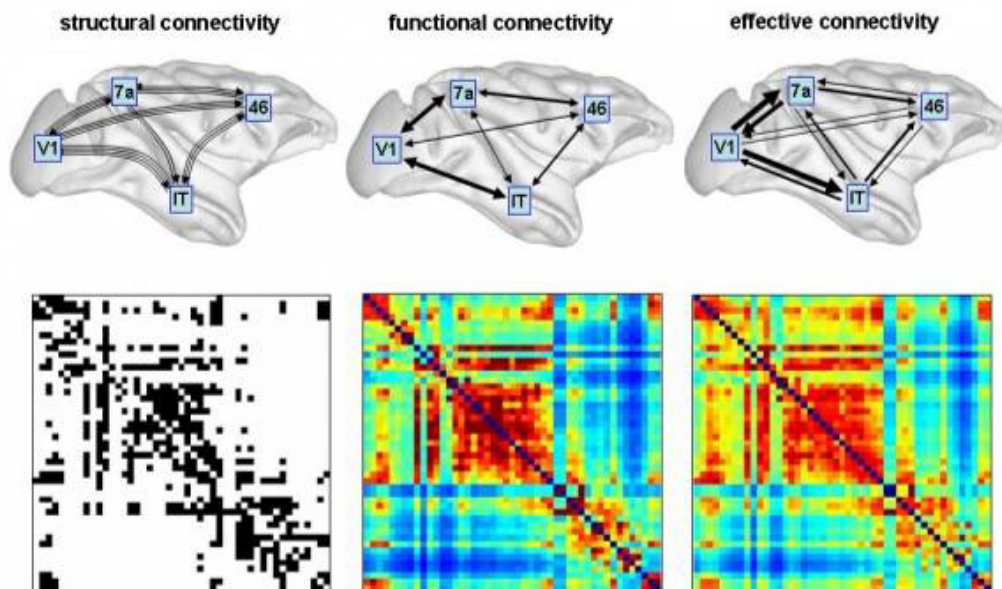 structural connectivity
functional connectivity
effective connectivity
7a
46
V1
IT
7a
46
V1
IT
7a
46
V1
IT